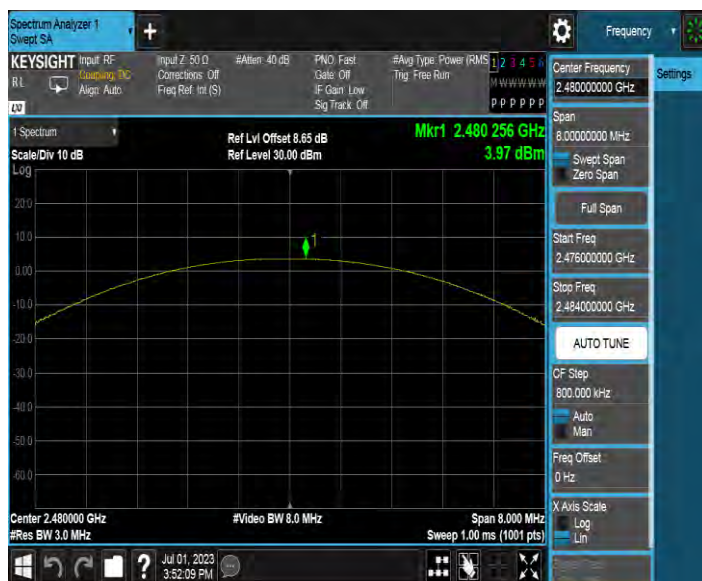 Spectrum Analyzer 1
Swept SA
+
Frequency
KEYSIGHT
Input: RF
Coupling: DC
Align: Auto
Input Z: 50 Ω
Corrections: Off
Freq Ref: Int (S)
#Atten: 40 dB
PNO: Fast
Gate: Off
IF Gain: Low
Sig Track: Off
#Avg Type: Power (RMS
Trig: Free Run
1 2 3 4 5 6
M W W W W W
P P P P P P
R L
LXI
Center Frequency
2.480000000 GHz
Settings
Span
8.00000000 MHz
Swept Span
Zero Span
Full Span
Start Freq
2.476000000 GHz
Stop Freq
2.484000000 GHz
AUTO TUNE
CF Step
800.000 kHz
Auto
Man
Freq Offset
0 Hz
X Axis Scale
Log
Lin
1 Spectrum
Scale/Div 10 dB
Ref Lvl Offset 8.65 dB
Ref Level 30.00 dBm
Mkr1 2.480 256 GHz
3.97 dBm
Log
20.0
10.0
1
0.00
-10.0
-20.0
-30.0
-40.0
-50.0
-60.0
Center 2.480000 GHz
#Res BW 3.0 MHz
#Video BW 8.0 MHz
Span 8.000 MHz
Sweep 1.00 ms (1001 pts)
?
Jul 01, 2023
3:52:09 PM